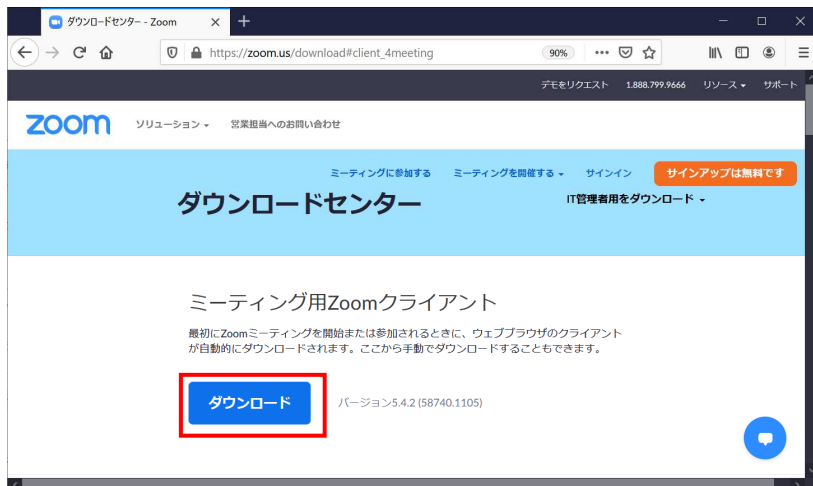 ダウンロードセンター - Zoom
https://zoom.us/download#client_4meeting
90%
デモをリクエスト 1.888.799.9666 リソース サポート
zoom ソリューション 営業担当へのお問い合わせ
ミーティングに参加する ミーティングを開催する サインイン サインアップは無料です
ダウンロードセンター IT管理者用をダウンロード
ミーティング用Zoomクライアント
最初にZoomミーティングを開始または参加されるときに、ウェブブラウザのクライアント
が自動的にダウンロードされます。ここから手動でダウンロードすることもできます。
ダウンロード バージョン5.4.2 (58740.1105)